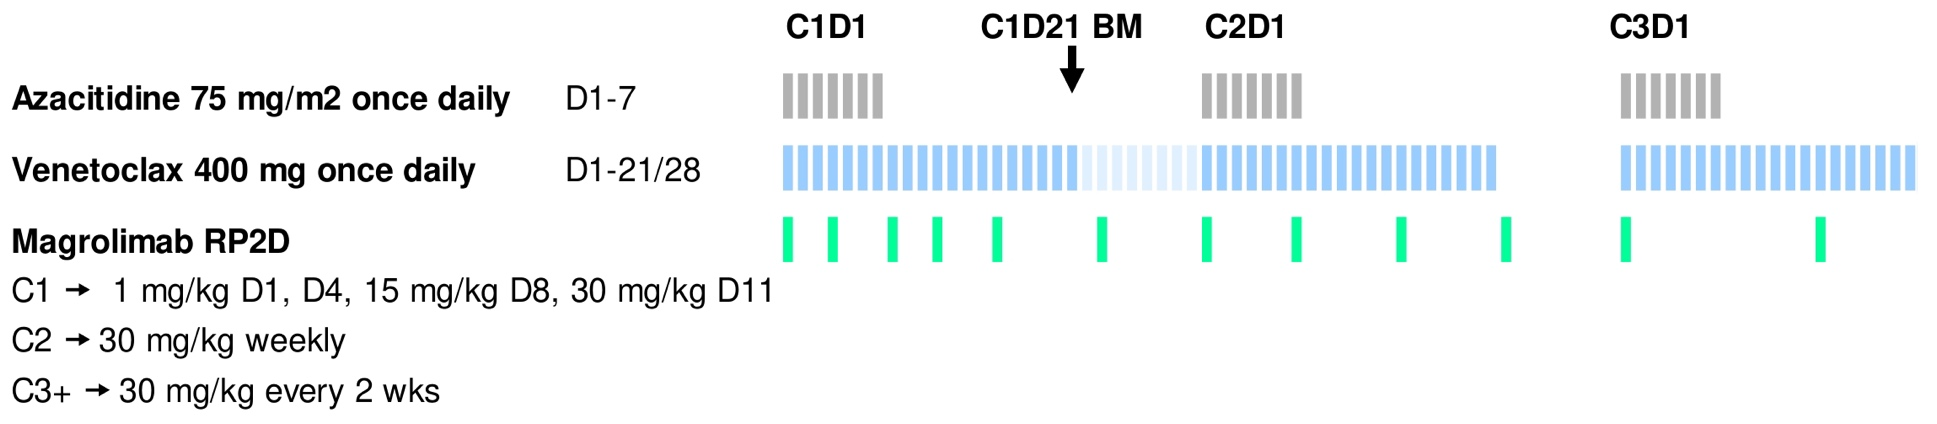 C1D1 C1D21 BM C2D1 C3D1
Azacitidine 75 mg/m2 once daily D1-7
Venetoclax 400 mg once daily D1-21/28
Magrolimab RP2D
C1 → 1 mg/kg D1, D4, 15 mg/kg D8, 30 mg/kg D11
C2 → 30 mg/kg weekly
C3+ → 30 mg/kg every 2 wks